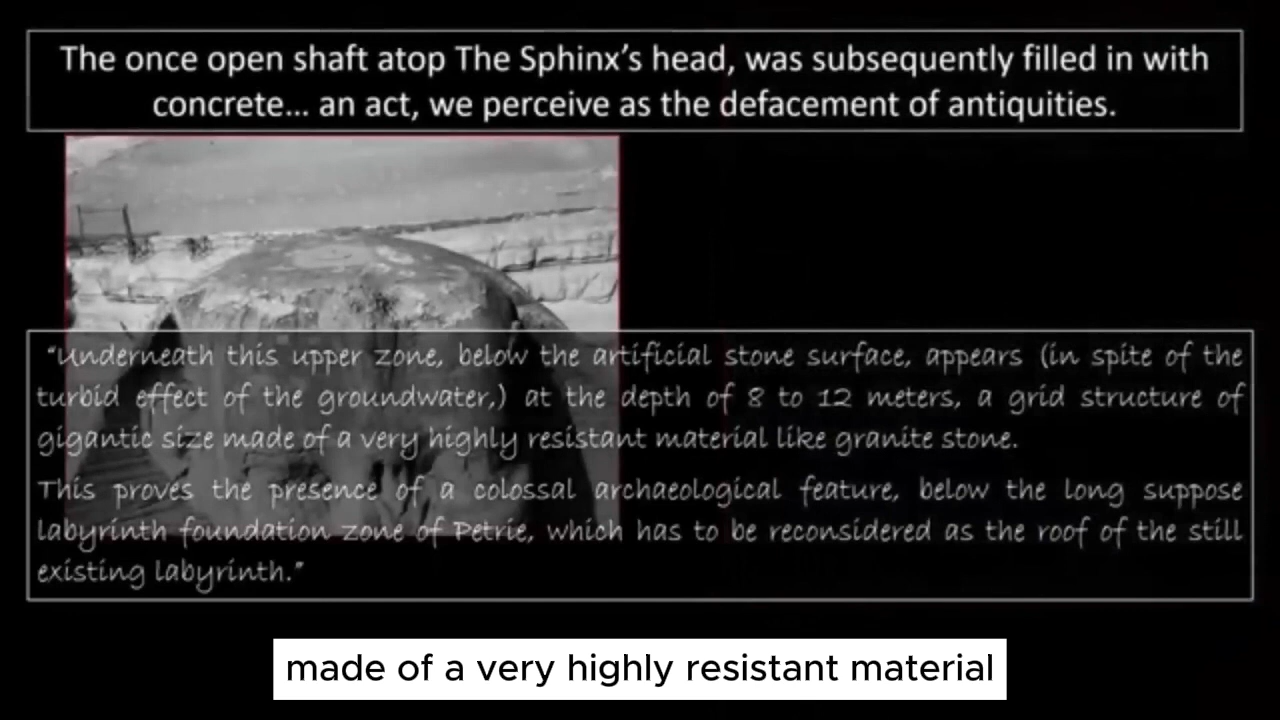 The once open shaft atop The Sphinx's head, was subsequently filled in with
concrete... an act, we perceive as the defacement of antiquities.
"Underneath this upper zone, below the artificial stone surface, appears (in spite of the
turbid effect of the groundwater,) at the depth of 8 to 12 meters, a grid structure of
gigantic size made of a very highly resistant material like granite stone.
This proves the presence of a colossal archaeological feature, below the long suppose
labyrinth foundation zone of Petrie, which has to be reconsidered as the roof of the still
existing labyrinth."
made of a very highly resistant material